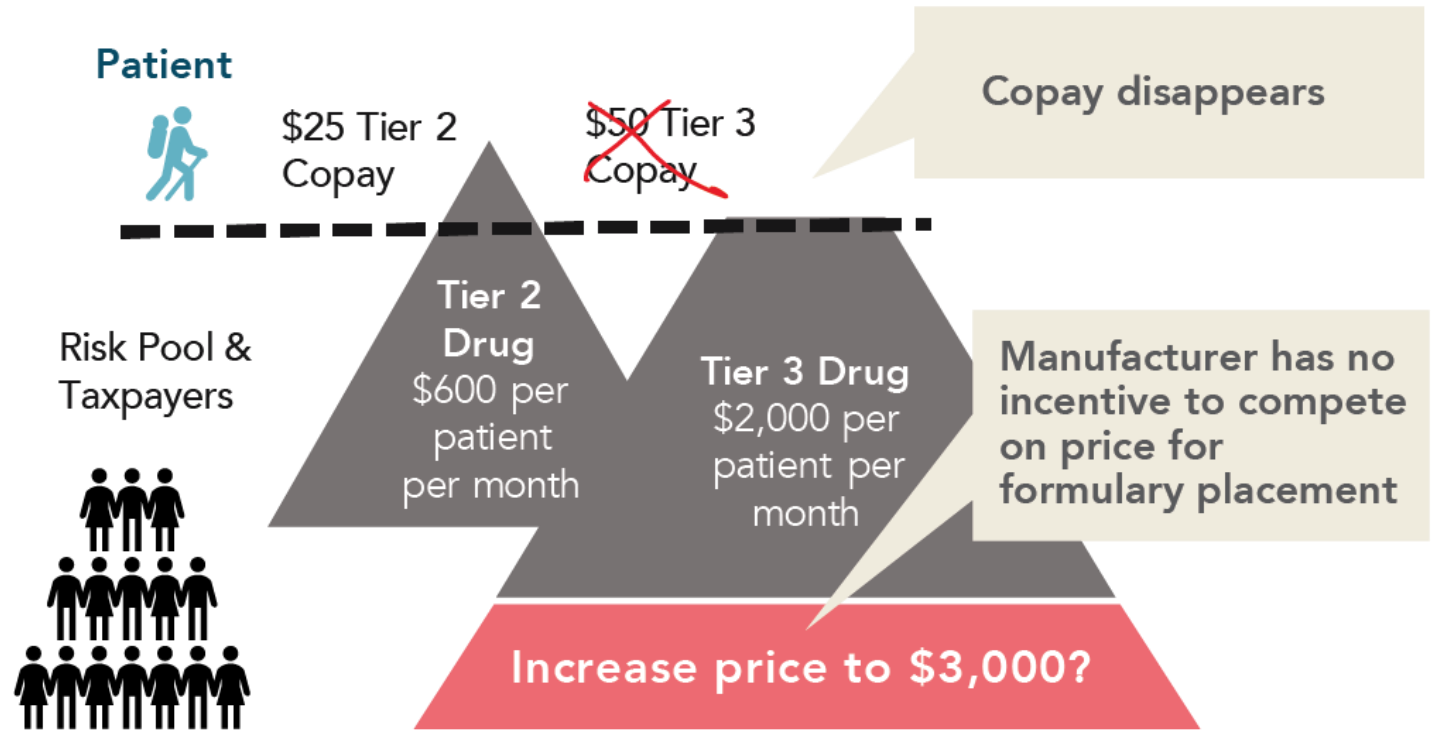 Patient
$25 Tier 2
Copay
$50 Tier 3
Copay
Copay disappears
Tier 2
Drug
$600 per
patient
per month
Risk Pool &
Taxpayers
Tier 3 Drug
$2,000 per
patient per
month
Manufacturer has no
incentive to compete
on price for
formulary placement
Increase price to $3,000?